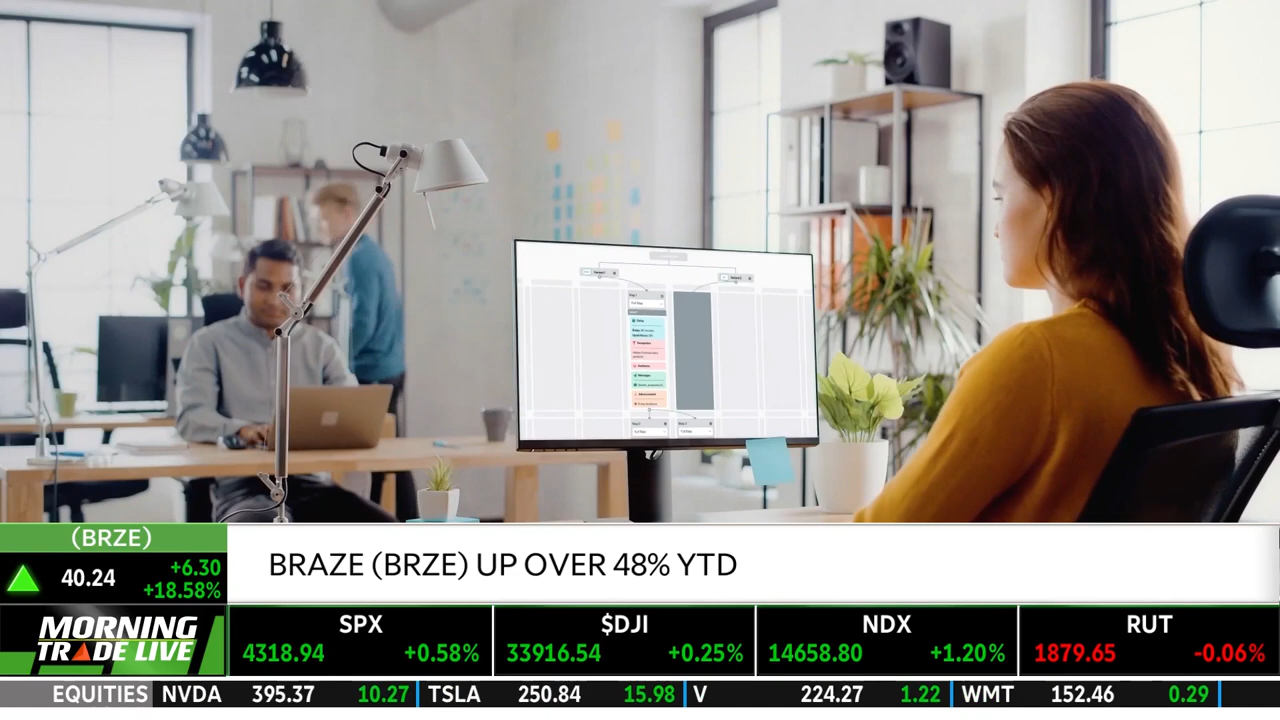 (BRZE)
40.24
+6.30
+18.58%
BRAZE (BRZE) UP OVER 48% YTD
MORNING
TRADE LIVE
SPX
4318.94 +0.58%
$DJI
33916.54 +0.25%
NDX
14658.80 +1.20%
RUT
1879.65 -0.06%
EQUITIES NVDA 395.37 10.27 TSLA 250.84 15.98 V 224.27 1.22 WMT 152.46 0.29